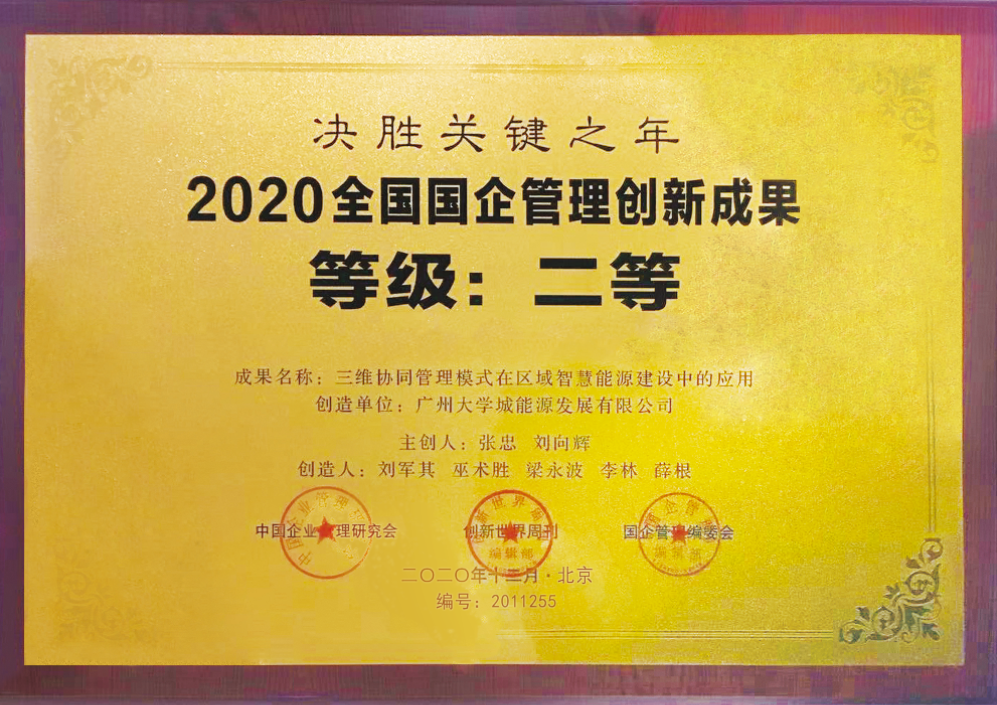 决胜关键之年
2020全国国企管理创新成果
等级：二等
成果名称：三维协同管理模式在区域智慧能源建设中的应用
创造单位：广州大学城能源发展有限公司
主创人：张忠 刘向辉
创造人：刘军其 巫术胜 梁永波 李林 薛根
中国企业管理研究会 创新世界周刊 国企管理编委会
编辑部 编辑部
二〇二〇年十二月·北京
编号：2011255